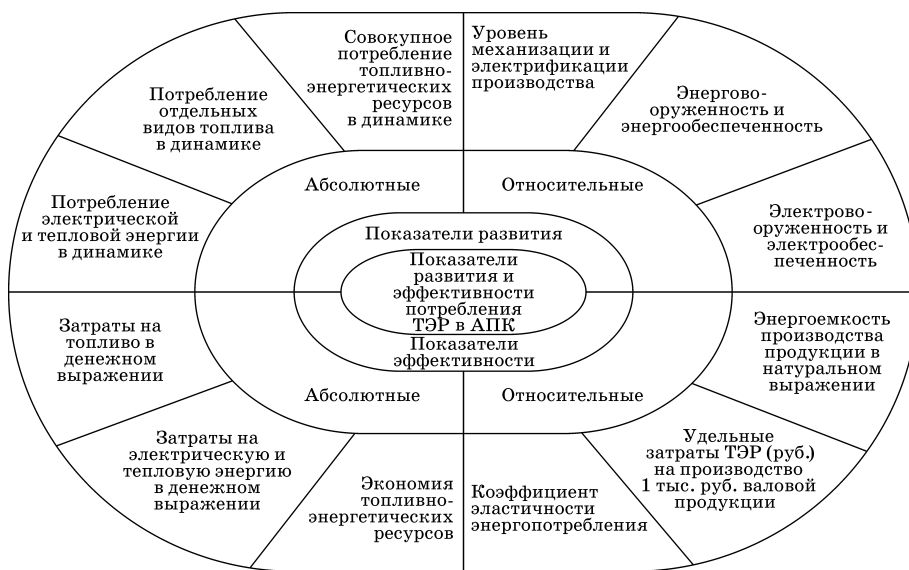 Совокупное
потребление
топливно-
энергетических
ресурсов
в динамике
Уровень
механизации и
электрификации
производства
Потребление
отдельных
видов топлива
в динамике
Энергово-
оруженность и
энергообеспеченность
Абсолютные
Относительные
Потребление
электрической
и тепловой энергии
в динамике
Электрово-
оруженность и
электрообес-
печенность
Показатели развития
Показатели
развития и
эффективности
потребления
ТЭР в АПК
Показатели
эффективности
Затраты на
топливо в
денежном
выражении
Энергоемкость
производства
продукции в
натуральном
выражении
Абсолютные
Относительные
Затраты на
электрическую и
тепловую энергию
в денежном
выражении
Экономия
топливно-
энергетических
ресурсов
Коэффициент
эластичности
энергопотребления
Удельные
затраты ТЭР (руб.)
на производство
1 тыс. руб. валовой
продукции